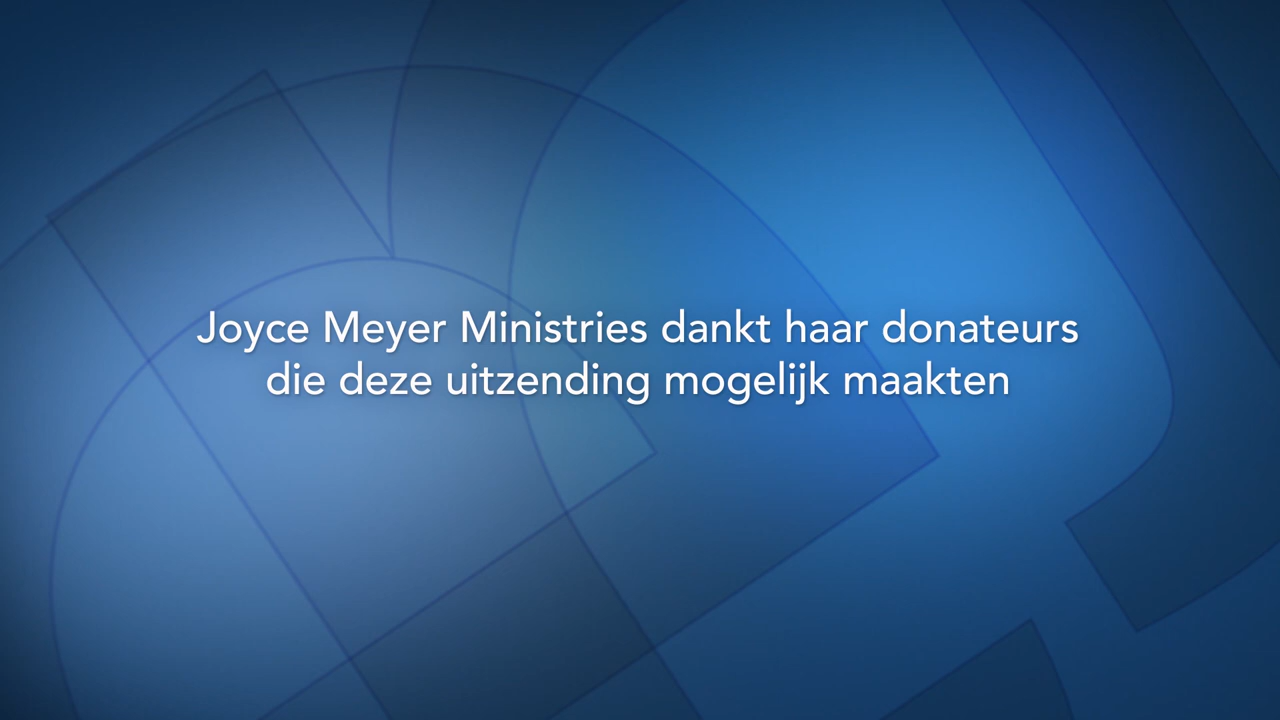 Joyce Meyer Ministries dankt haar donateurs
die deze uitzending mogelijk maakten